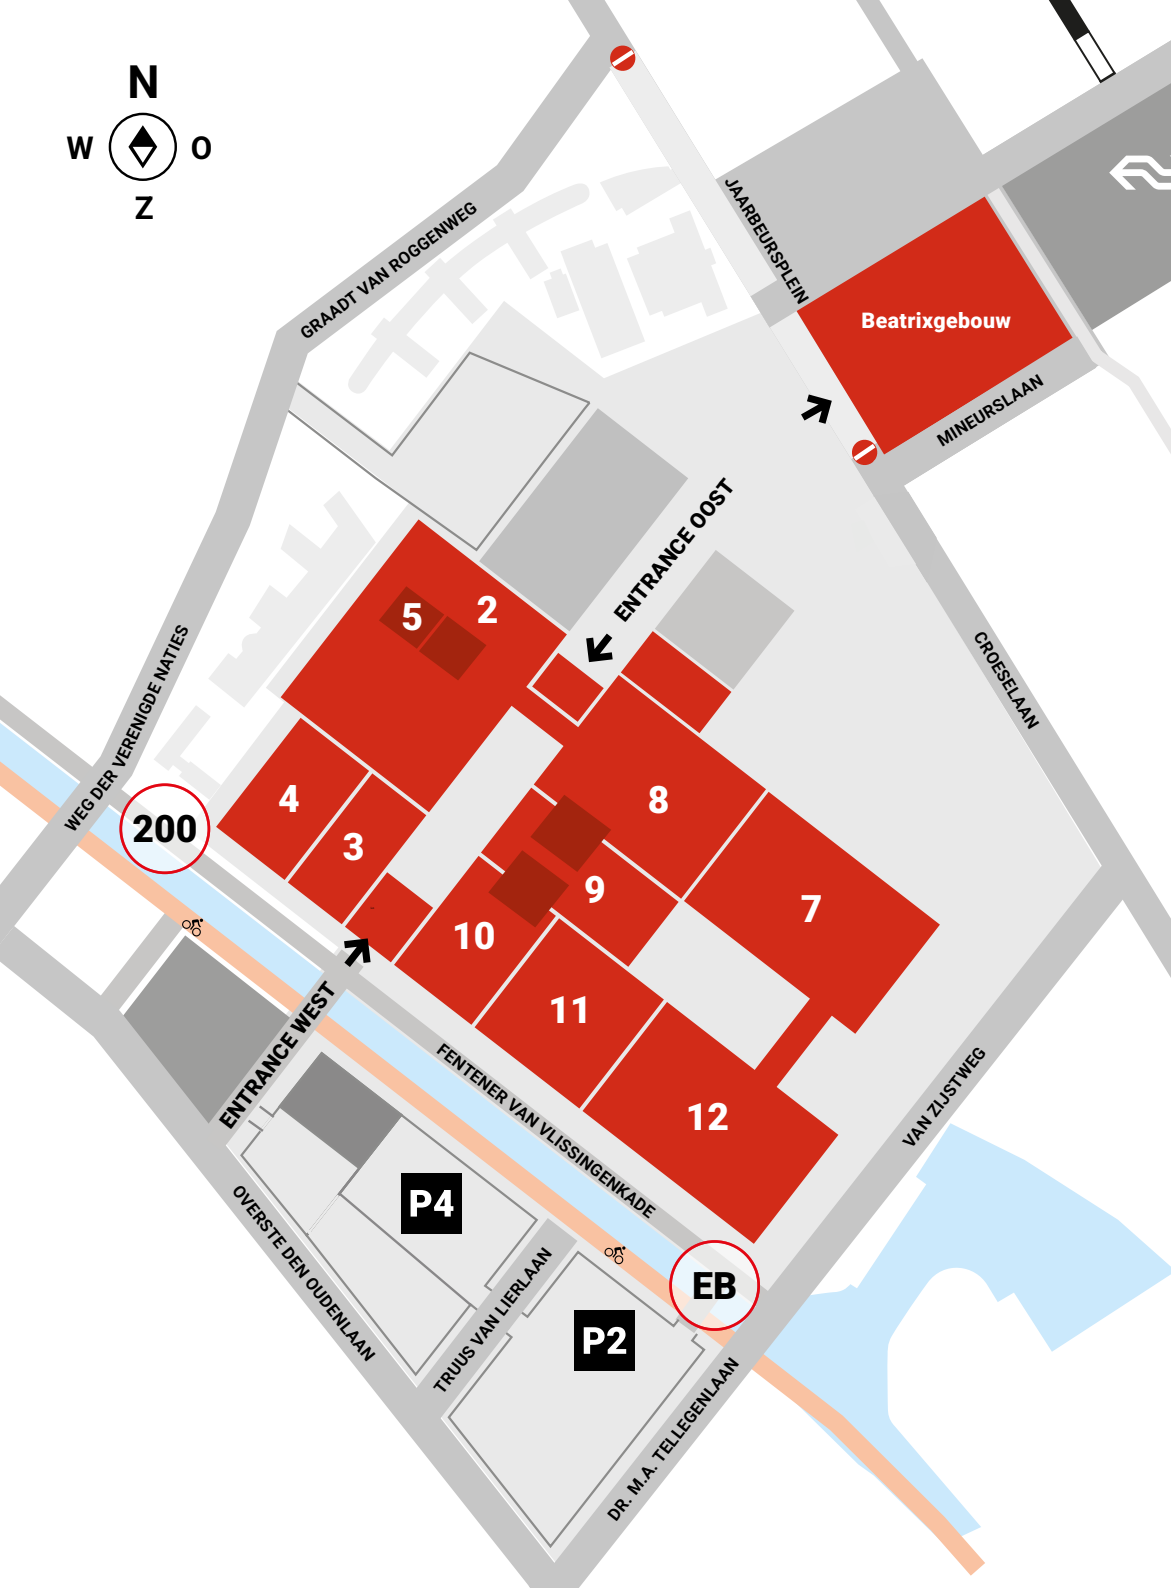 N
W
O
Z
JAARBEURSPLEIN
GRAADT VAN ROGGENWEG
Beatrixgebouw
MINEURSLAAN
ENTRANCE OOST
5
2
CROESELAAN
WEG DER VERENIGDE NATIES
4
200
3
8
9
7
10
11
12
ENTRANCE WEST
FENTENER VAN VLISSINGENKADE
VAN ZIJSTWEG
P4
OVERSTE DEN OUDENLAAN
TRUUS VAN LIERLAAN
EB
P2
DR. M.A. TELLEGENLAAN